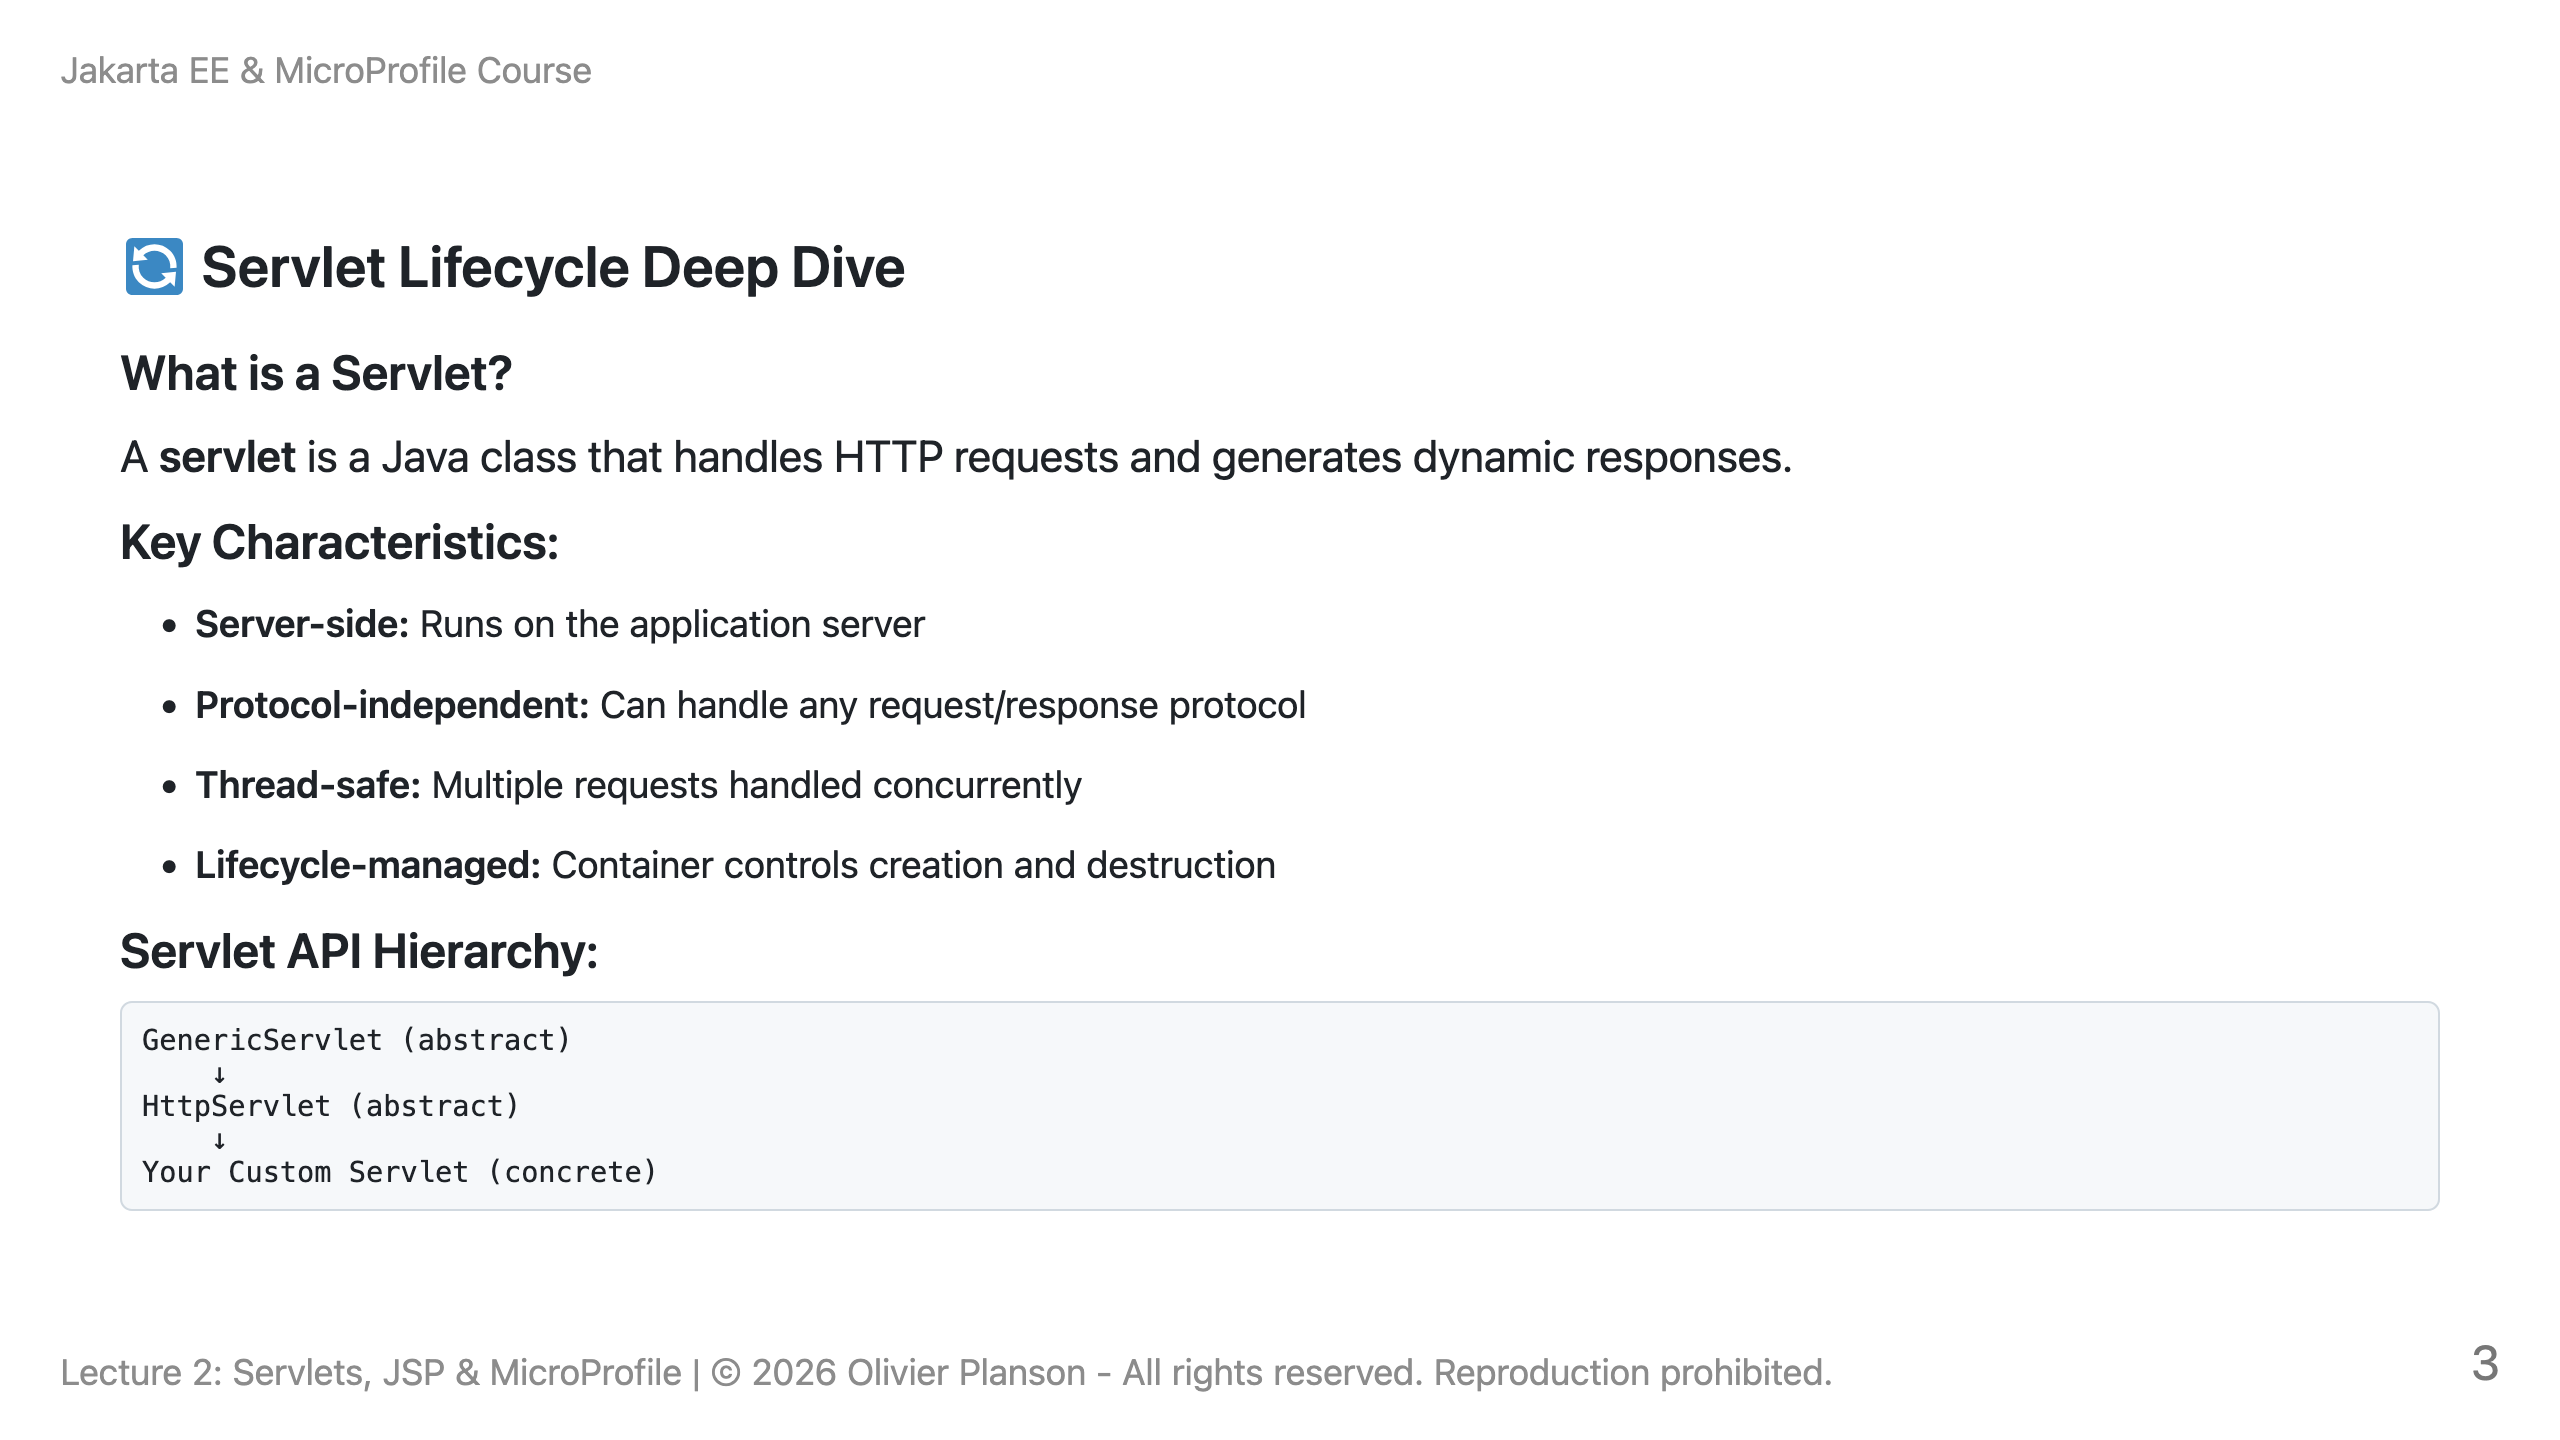 Jakarta EE & MicroProfile Course
🔄 Servlet Lifecycle Deep Dive
What is a Servlet?
A servlet is a Java class that handles HTTP requests and generates dynamic responses.
Key Characteristics:
• Server-side: Runs on the application server
• Protocol-independent: Can handle any request/response protocol
• Thread-safe: Multiple requests handled concurrently
• Lifecycle-managed: Container controls creation and destruction
Servlet API Hierarchy:
GenericServlet (abstract)
↓
HttpServlet (abstract)
↓
Your Custom Servlet (concrete)
Lecture 2: Servlets, JSP & MicroProfile | © 2026 Olivier Planson - All rights reserved. Reproduction prohibited.
3